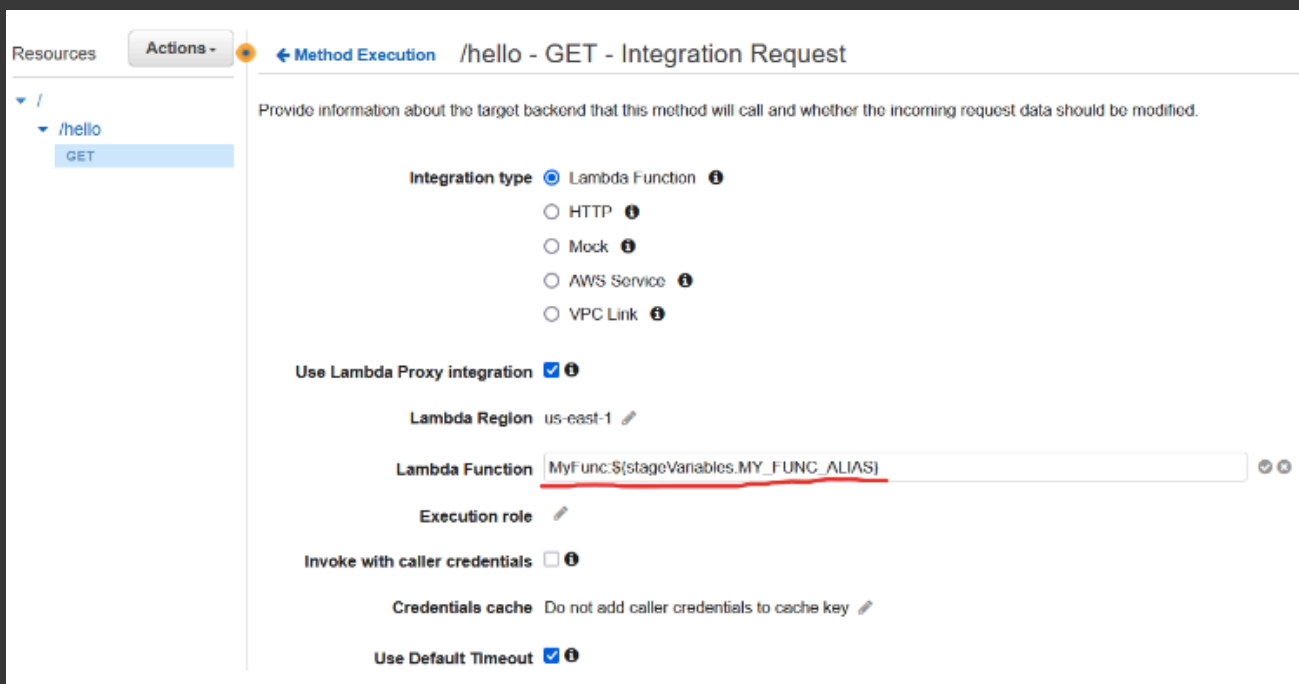 Resources
Actions
Method Execution /hello - GET - Integration Request
/
/hello
GET
Provide information about the target backend that this method will call and whether the incoming request data should be modified.
Integration type Lambda Function
HTTP
Mock
AWS Service
VPC Link
Use Lambda Proxy integration
Lambda Region us-east-1
Lambda Function MyFunc:${stageVariables.MY_FUNC_ALIAS}
Execution role
Invoke with caller credentials
Credentials cache Do not add caller credentials to cache key
Use Default Timeout